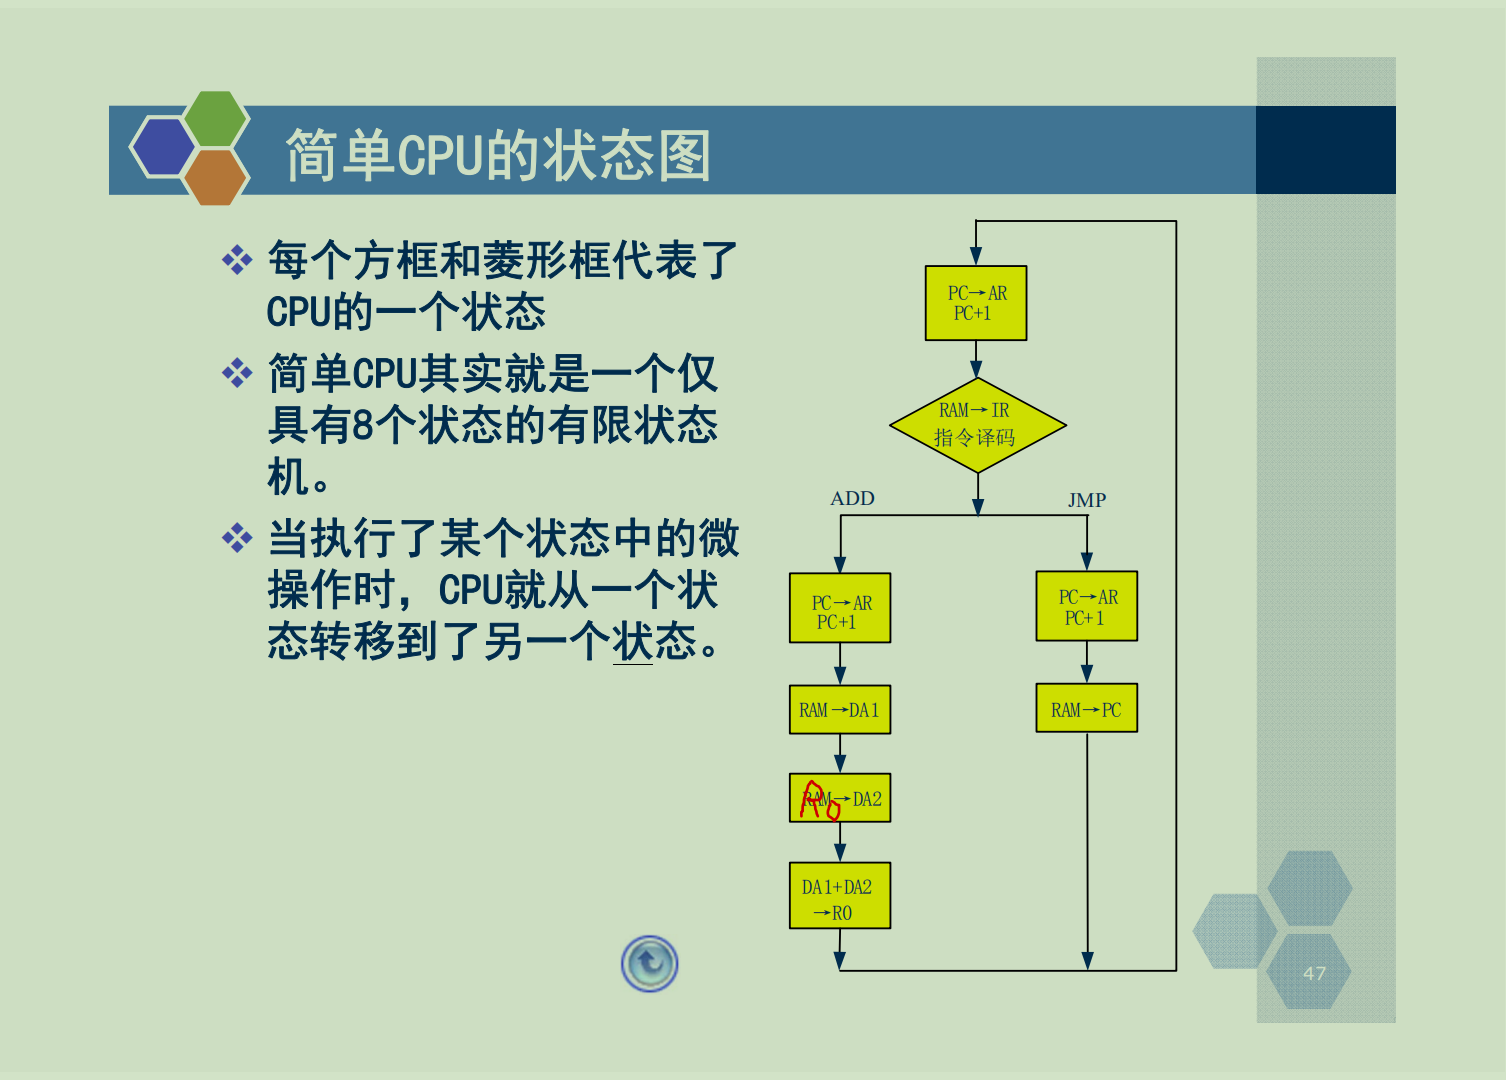 简单CPU的状态图
每个方框和菱形框代表了
CPU的一个状态
简单CPU其实就是一个仅
具有8个状态的有限状态
机。
当执行了某个状态中的微
操作时，CPU就从一个状
态转移到了另一个状态。
PC→AR
PC+1
RAM→IR
指令译码
ADD
JMP
PC→AR
PC+1
RAM→DA1
RAM→DA2
R0
DA1+DA2
→R0
PC→AR
PC+1
RAM→PC
47